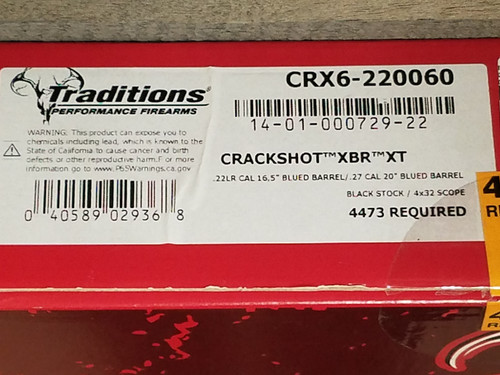 Traditions®
PERFORMANCE FIREARMS
CRX6-220060
14-01-000729-22
WARNING: This product can expose you to
chemicals including lead, which is known to the
State of California to cause cancer and birth
defects or other reproductive harm.F or more
information go to www.P65Warnings.ca.gov
CRACKSHOT™XBR™XT
.22LR CAL 16,5" BLUED BARREL/.27 CAL 20" BLUED BARREL
BLACK STOCK / 4x32 SCOPE
0 40589 02936 8
4473 REQUIRED
4